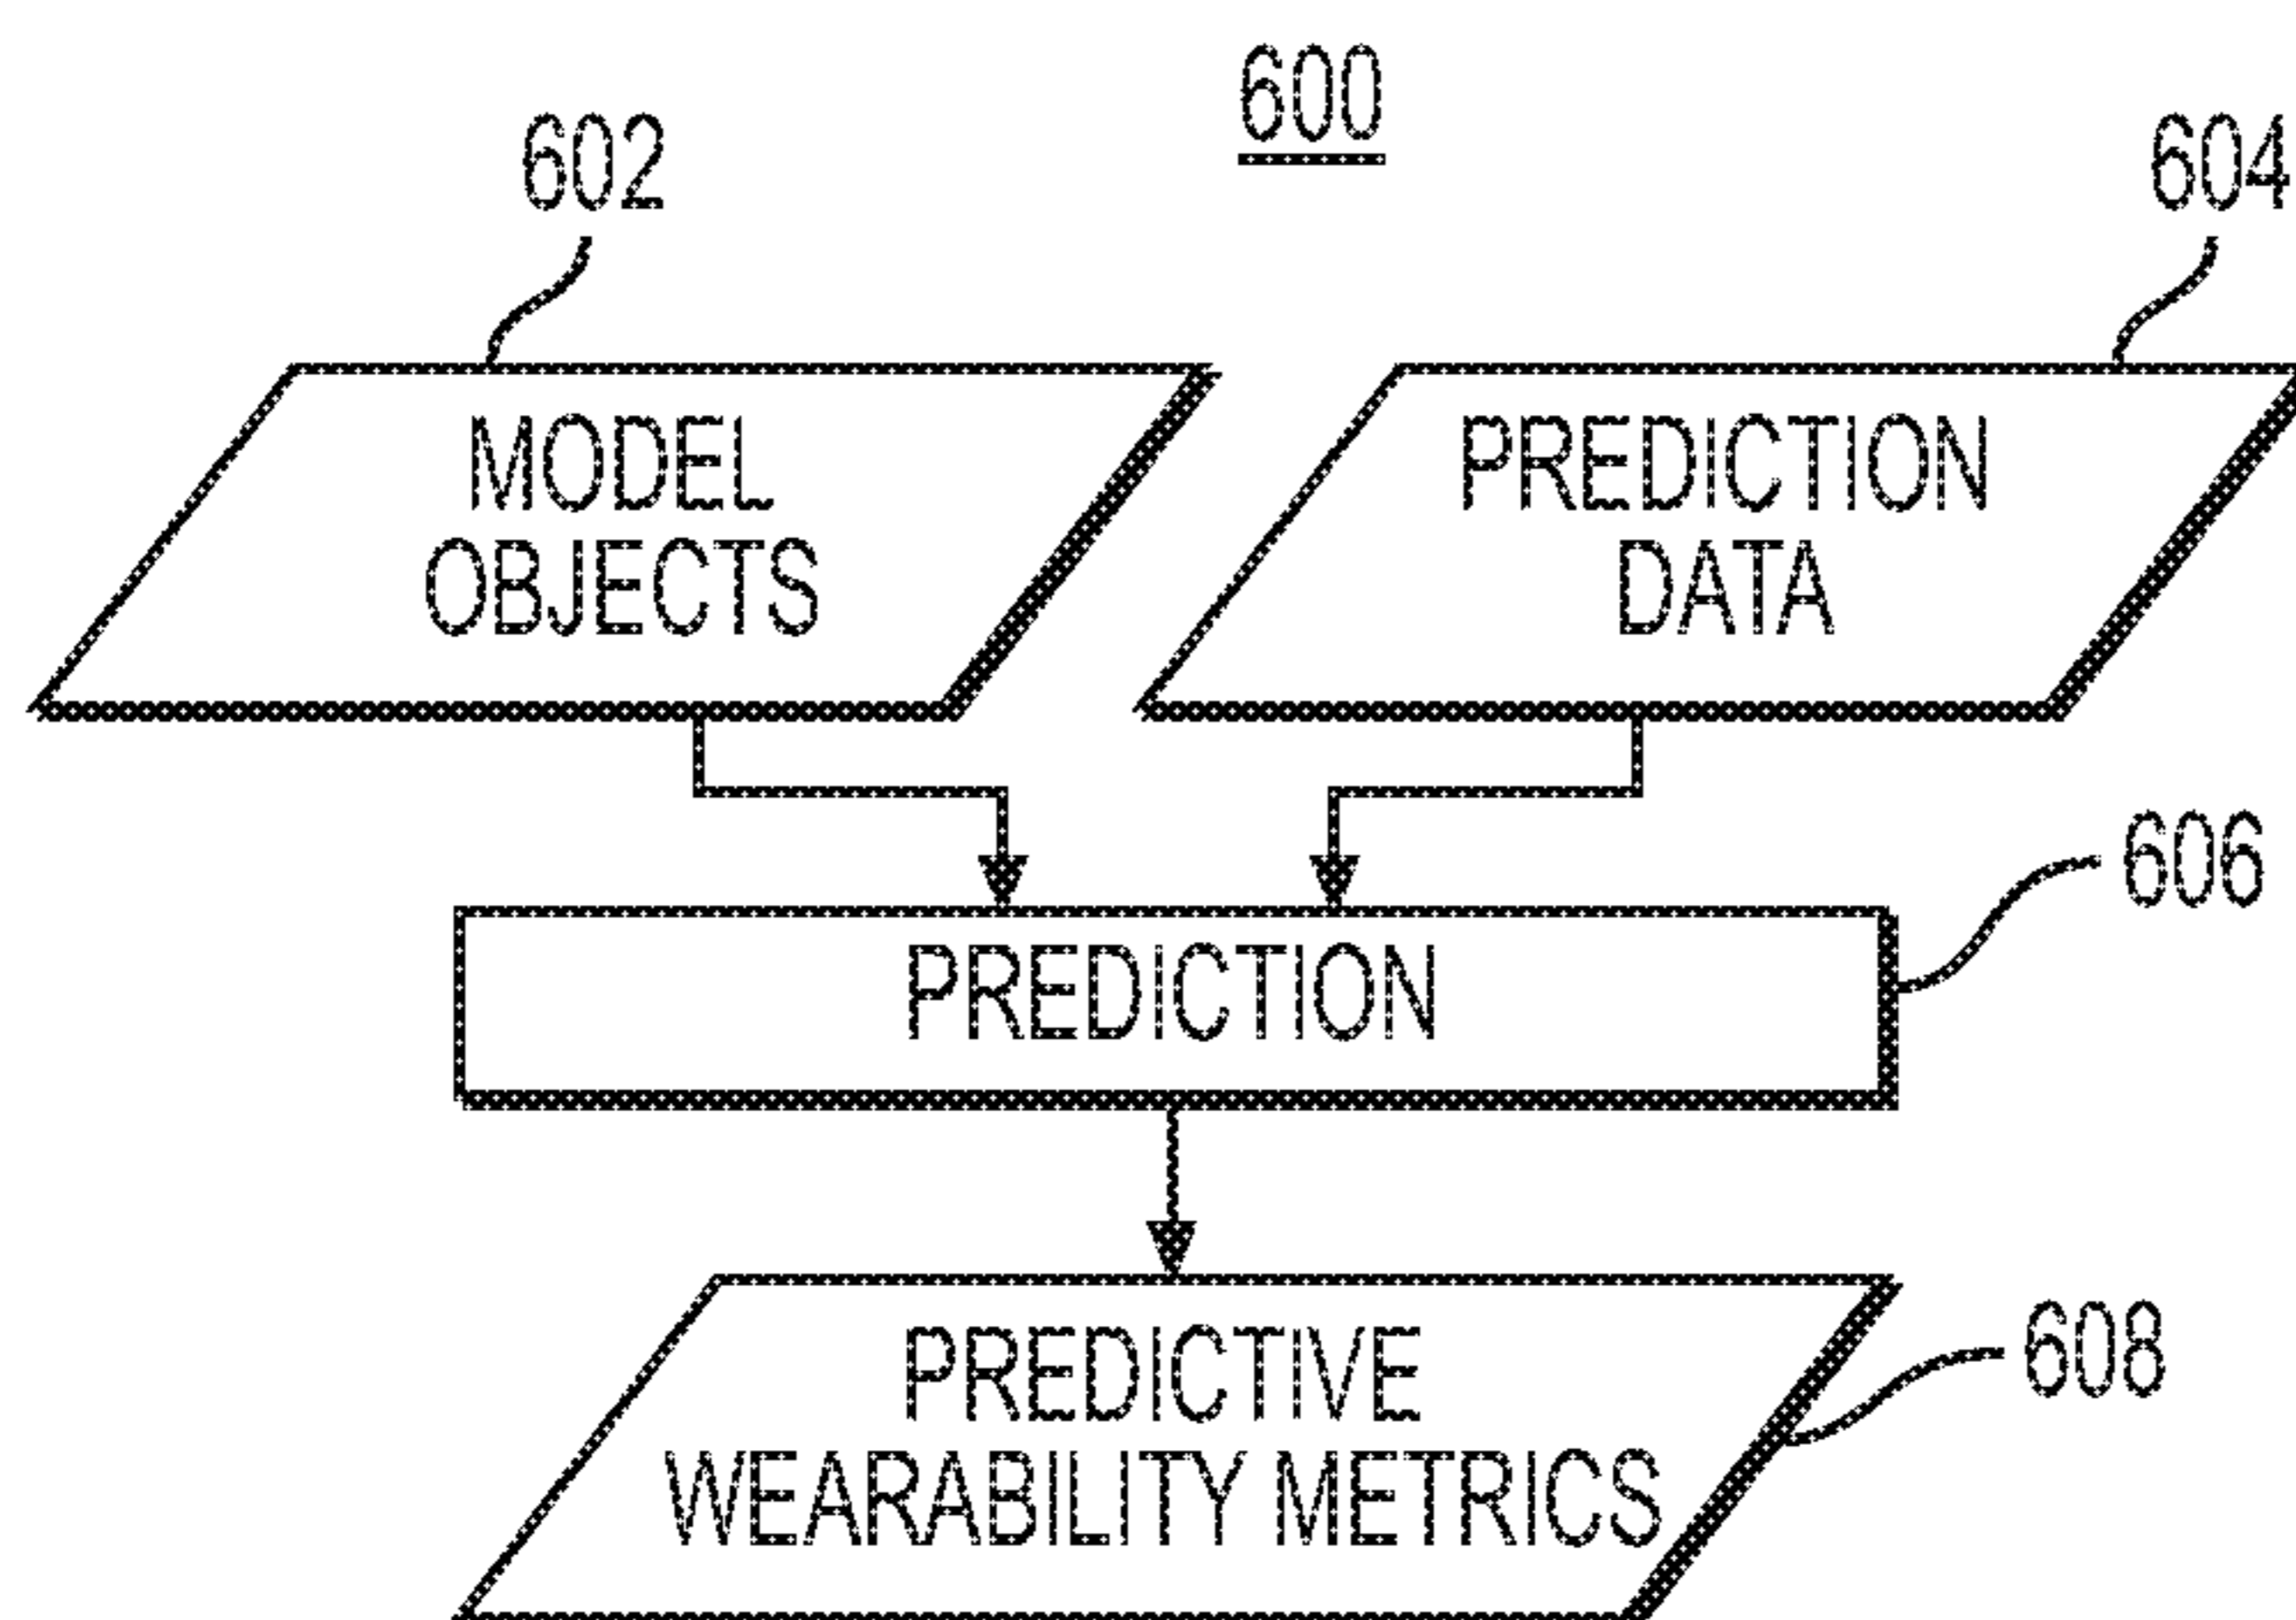 600
602
604
MODEL
OBJECTS
PREDICTION
DATA
606
PREDICTION
PREDICTIVE
WEARABILITY METRICS
608